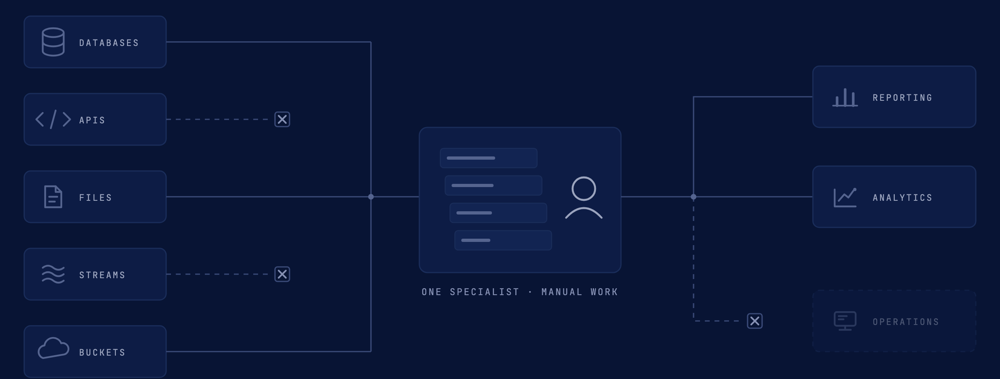 DATABASES
APIS
FILES
STREAMS
BUCKETS
ONE SPECIALIST · MANUAL WORK
REPORTING
ANALYTICS
OPERATIONS